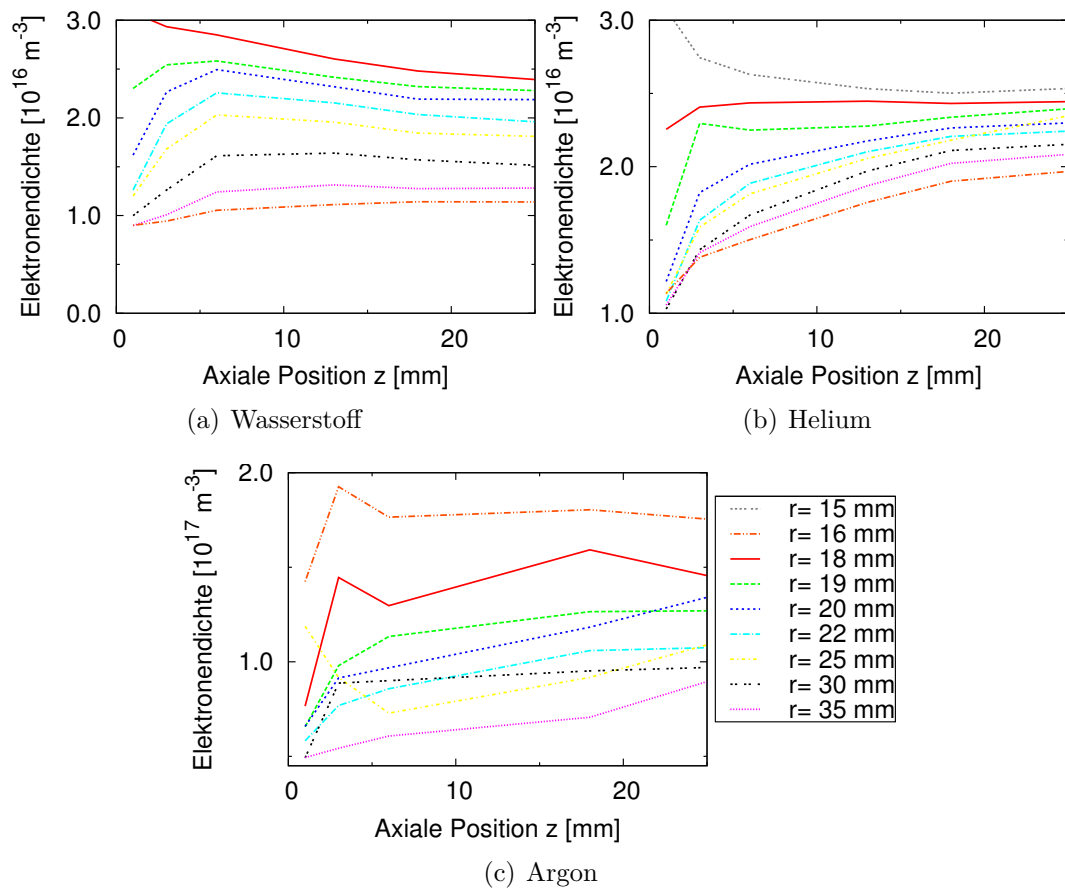 3.0
2.0
1.0
0.0
Elektronendichte [10^16 m^-3]
0 10 20
Axiale Position z [mm]
(a) Wasserstoff
3.0
2.0
1.0
Elektronendichte [10^16 m^-3]
0 10 20
Axiale Position z [mm]
(b) Helium
2.0
1.0
Elektronendichte [10^17 m^-3]
0 10 20
Axiale Position z [mm]
(c) Argon
r= 15 mm
r= 16 mm
r= 18 mm
r= 19 mm
r= 20 mm
r= 22 mm
r= 25 mm
r= 30 mm
r= 35 mm